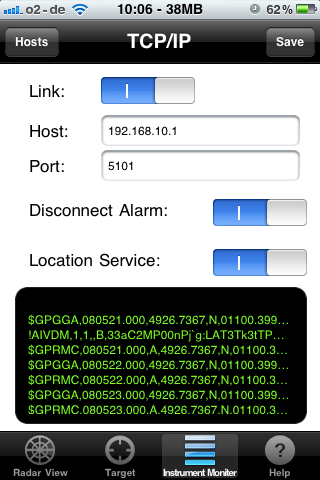 o2-de 10:06 - 38MB 62%
Hosts TCP/IP Save
Link:
Host: 192.168.10.1
Port: 5101
Disconnect Alarm:
Location Service:
$GPGGA,080521.000,4926.7367,N,01100.399...
!AIVDM,1,1,,B,33aC2MP00nPj`g:LAT3Tk3tTP...
$GPRMC,080521.000,A,4926.7367,N,01100.3...
$GPGGA,080522.000,4926.7367,N,01100.399...
$GPRMC,080522.000,A,4926.7367,N,01100.3...
$GPGGA,080523.000,4926.7367,N,01100.399...
$GPRMC,080523.000,A,4926.7367,N,01100.3...
Radar View Target Instrument Moniter Help